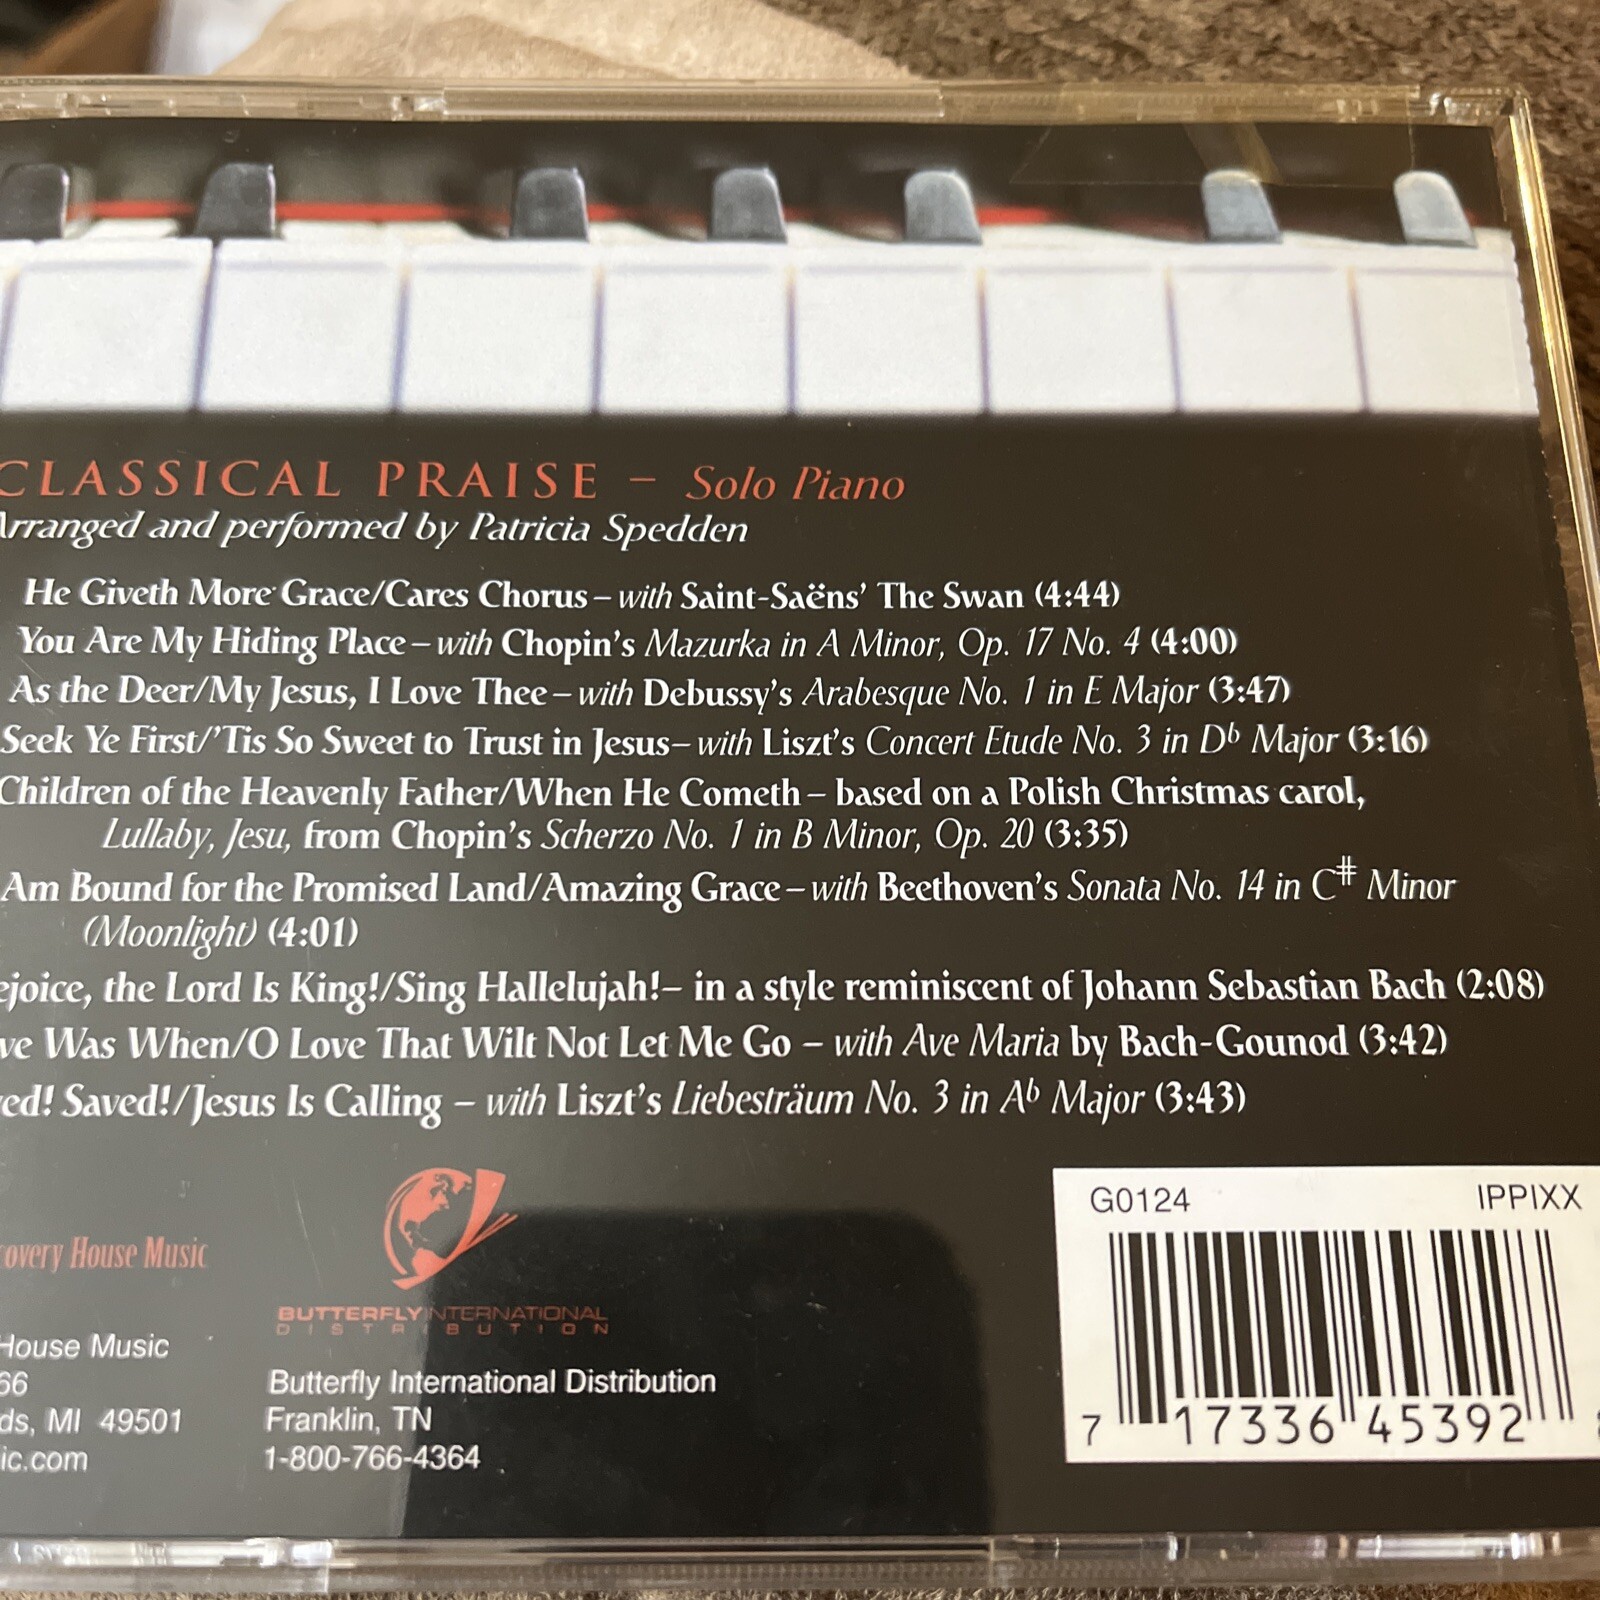 CLASSICAL PRAISE – Solo Piano
Arranged and performed by Patricia Spedden
He Giveth More Grace/Cares Chorus – with Saint-Saëns' The Swan (4:44)
You Are My Hiding Place – with Chopin's Mazurka in A Minor, Op. 17 No. 4 (4:00)
As the Deer/My Jesus, I Love Thee – with Debussy's Arabesque No. 1 in E Major (3:47)
Seek Ye First/'Tis So Sweet to Trust in Jesus– with Liszt's Concert Etude No. 3 in D♭ Major (3:16)
Children of the Heavenly Father/When He Cometh – based on a Polish Christmas carol,
Lullaby, Jesu, from Chopin's Scherzo No. 1 in B Minor, Op. 20 (3:35)
Am Bound for the Promised Land/Amazing Grace – with Beethoven's Sonata No. 14 in C# Minor
(Moonlight) (4:01)
ejoice, the Lord Is King!/Sing Hallelujah!– in a style reminiscent of Johann Sebastian Bach (2:08)
ve Was When/O Love That Wilt Not Let Me Go – with Ave Maria by Bach-Gounod (3:42)
ved! Saved!/Jesus Is Calling – with Liszt's Liebesträum No. 3 in A♭ Major (3:43)
covery House Music
House Music
66
ds, MI 49501
ic.com
BUTTERFLY INTERNATIONAL
DISTRIBUTION
Butterfly International Distribution
Franklin, TN
1-800-766-4364
G0124 IPPIXX
7 17336 45392